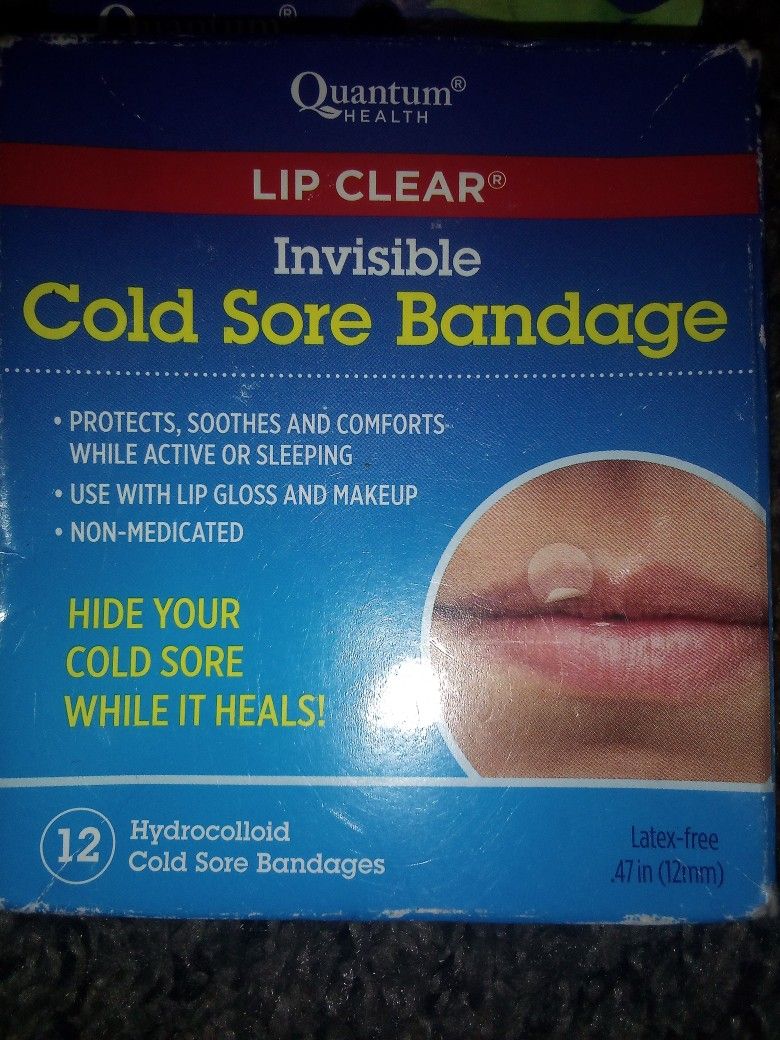 Quantum®
Quantum®
HEALTH
LIP CLEAR®
Invisible
Cold Sore Bandage
• PROTECTS, SOOTHES AND COMFORTS
WHILE ACTIVE OR SLEEPING
• USE WITH LIP GLOSS AND MAKEUP
• NON-MEDICATED
HIDE YOUR
COLD SORE
WHILE IT HEALS!
12
Hydrocolloid
Cold Sore Bandages
Latex-free
.47 in (12mm)